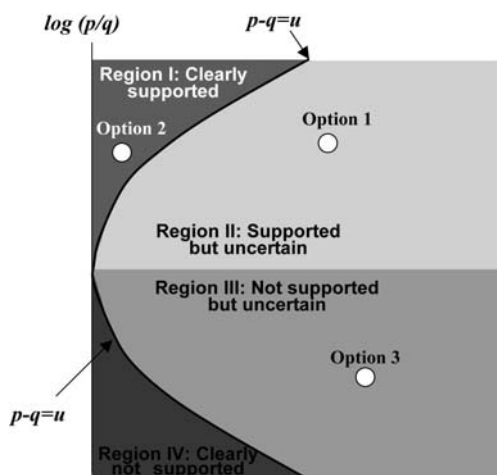 log (p/q)
p-q=u
Region I: Clearly
supported
Option 2
Option 1
Region II: Supported
but uncertain
Region III: Not supported
but uncertain
Option 3
p-q=u
Region IV: Clearly
not supported